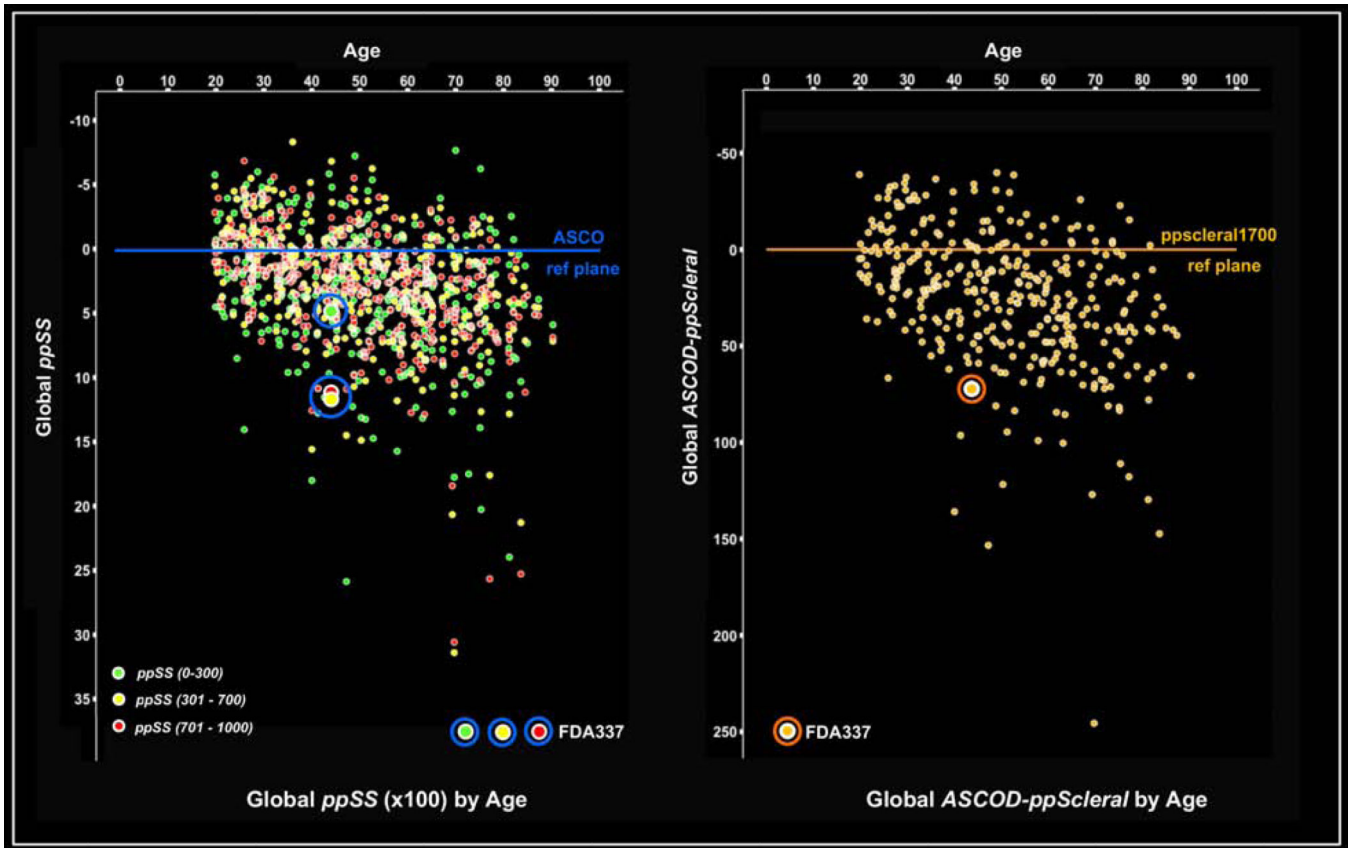 Age
0 10 20 30 40 50 60 70 80 90 100
-10
-5
0
5
10
15
20
25
30
35
Global ppSS
ASCO
ref plane
ppSS (0-300)
ppSS (301 - 700)
ppSS (701 - 1000)
FDA337
Global ppSS (x100) by Age
Age
0 10 20 30 40 50 60 70 80 90 100
-50
0
50
100
150
200
250
Global ASCOD-ppScleral
ppscleral1700
ref plane
FDA337
Global ASCOD-ppScleral by Age